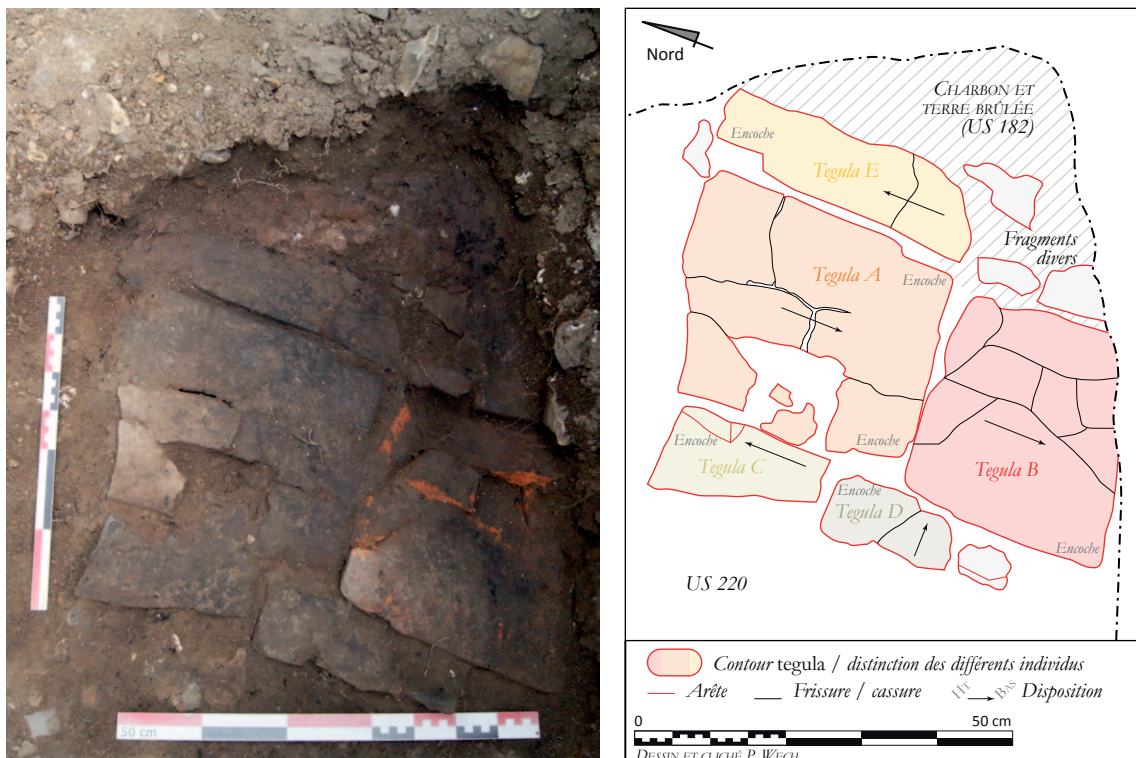 50 cm
Nord
CHARBON ET
TERRE BRÛLÉE
(US 182)
Encoche
Tegula E
Fragments
divers
Tegula A
Encoche
Encoche
Tegula C
Encoche
Encoche
Tegula D
Tegula B
Encoche
US 220
Contour tegula / distinction des différents individus
Arête Frissure / cassure HT BAS Disposition
0 50 cm
DESSIN ET CLICHÉ P. WECH